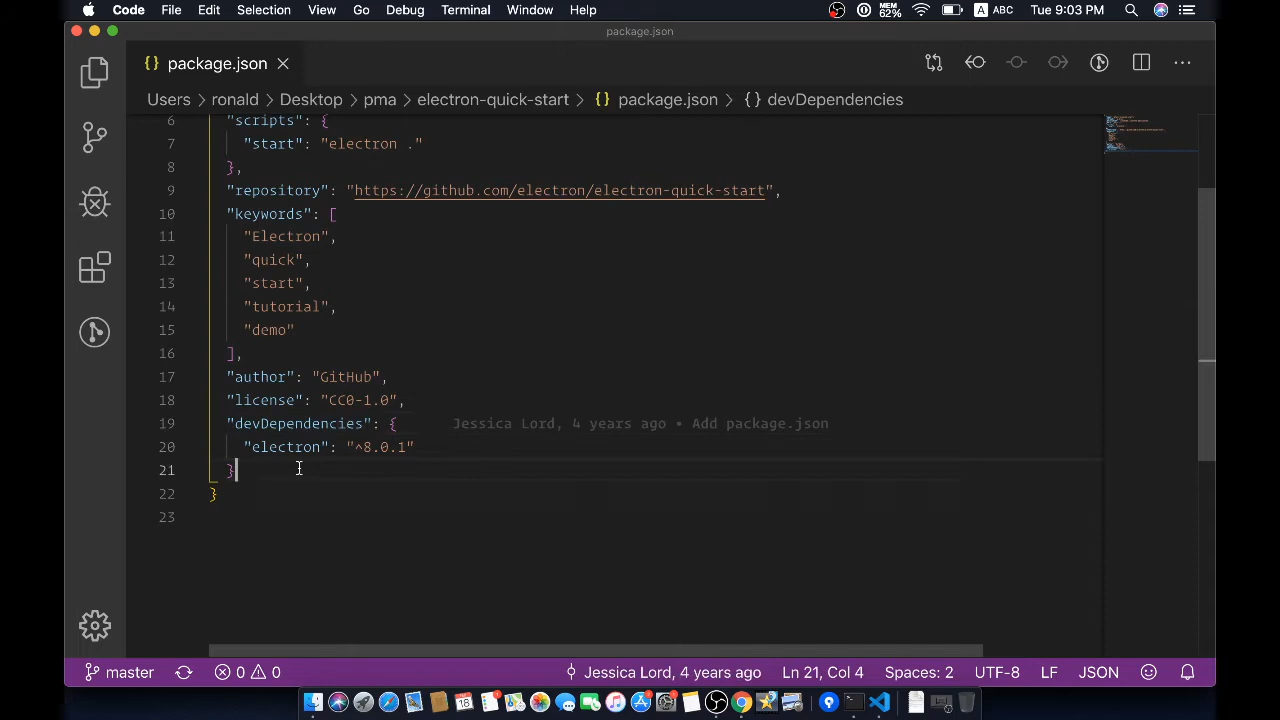 Code File Edit Selection View Go Debug Terminal Window Help MEM 62% A ABC Tue 9:03 PM
package.json
{} package.json
Users > ronald > Desktop > pma > electron-quick-start > {} package.json > {} devDependencies
6 "scripts": {
7 "start": "electron ."
8 },
9 "repository": "https://github.com/electron/electron-quick-start",
10 "keywords": [
11 "Electron",
12 "quick",
13 "start",
14 "tutorial",
15 "demo"
16 ],
17 "author": "GitHub",
18 "license": "CC0-1.0",
19 "devDependencies": { Jessica Lord, 4 years ago • Add package.json
20 "electron": "^8.0.1"
21 }
22 }
23
master 0 0 Jessica Lord, 4 years ago Ln 21, Col 4 Spaces: 2 UTF-8 LF JSON